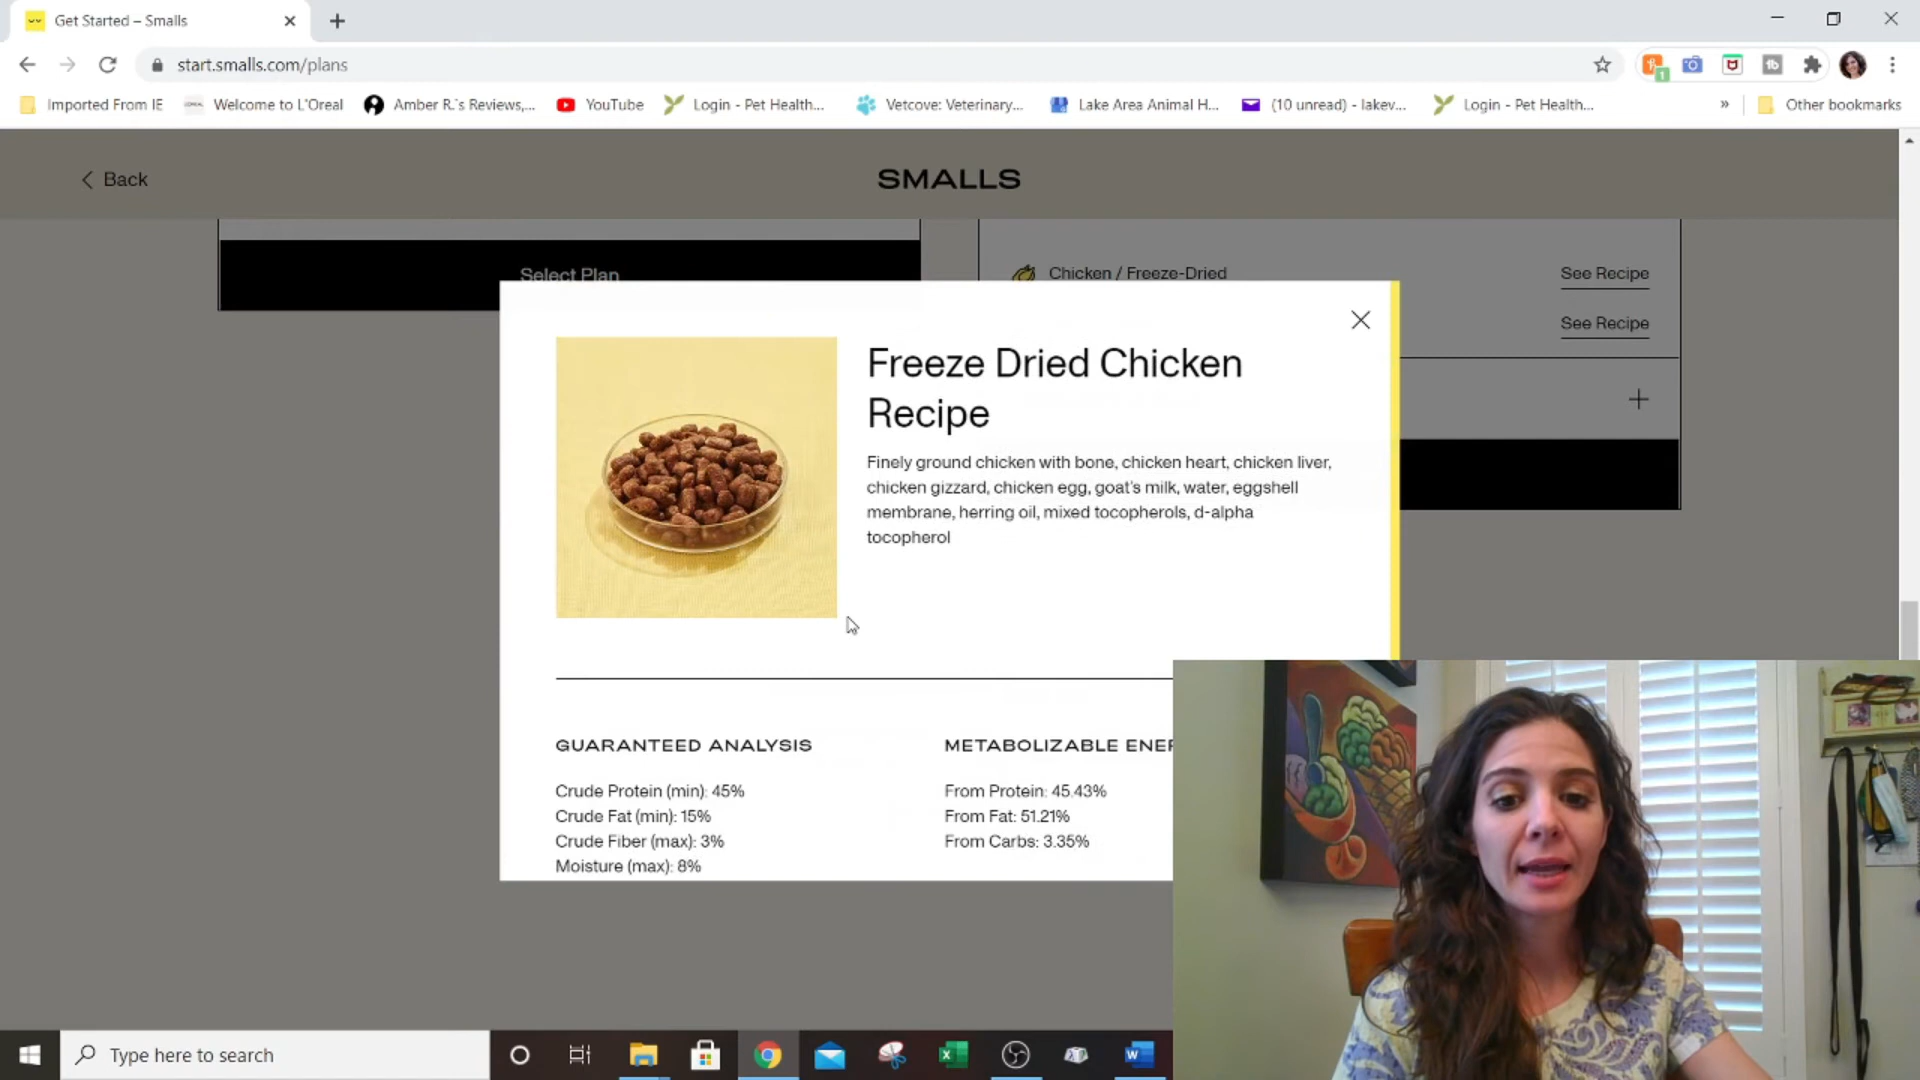 Get Started – Smalls
start.smalls.com/plans
1
Imported From IE
Welcome to L'Oreal
Amber R.`s Reviews,...
YouTube
Login - Pet Health...
Vetcove: Veterinary...
Lake Area Animal H...
(10 unread) - lakev...
Login - Pet Health...
»
Other bookmarks
Back
SMALLS
Select Plan
Chicken / Freeze-Dried
See Recipe
See Recipe
Freeze Dried Chicken
Recipe
Finely ground chicken with bone, chicken heart, chicken liver,
chicken gizzard, chicken egg, goat's milk, water, eggshell
membrane, herring oil, mixed tocopherols, d-alpha
tocopherol
GUARANTEED ANALYSIS
Crude Protein (min): 45%
Crude Fat (min): 15%
Crude Fiber (max): 3%
Moisture (max): 8%
METABOLIZABLE ENER
From Protein: 45.43%
From Fat: 51.21%
From Carbs: 3.35%
Type here to search